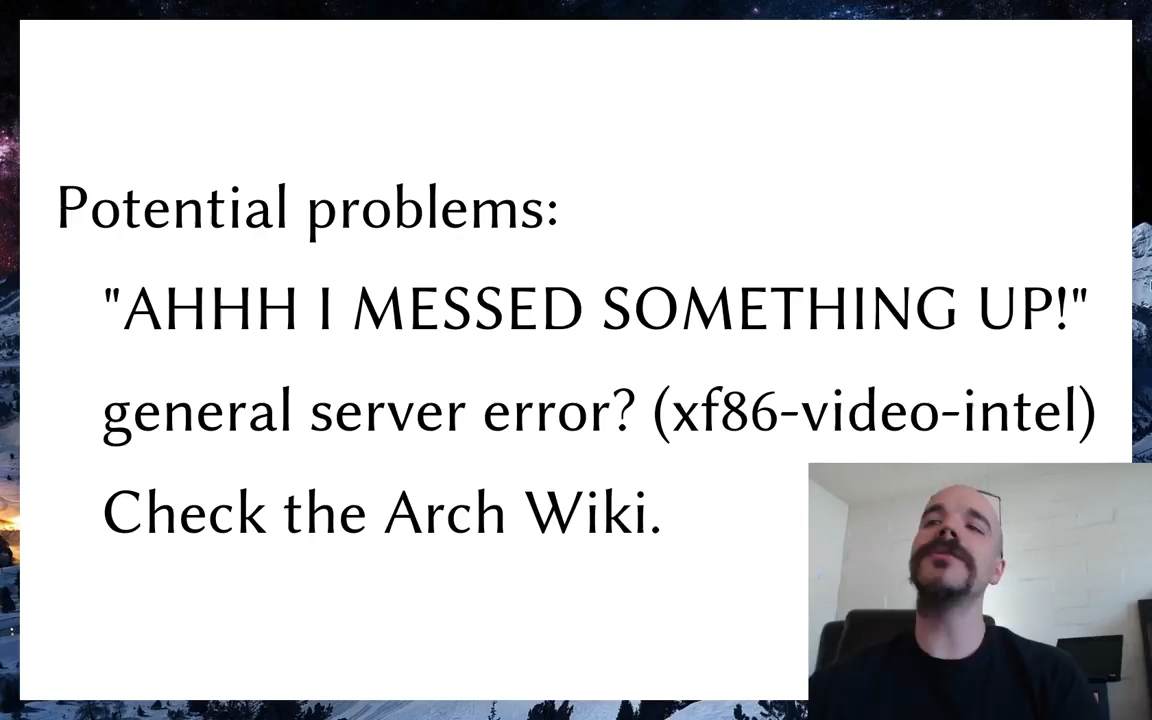 Potential problems:
"AHHH I MESSED SOMETHING UP!"
general server error? (xf86-video-intel)
Check the Arch Wiki.